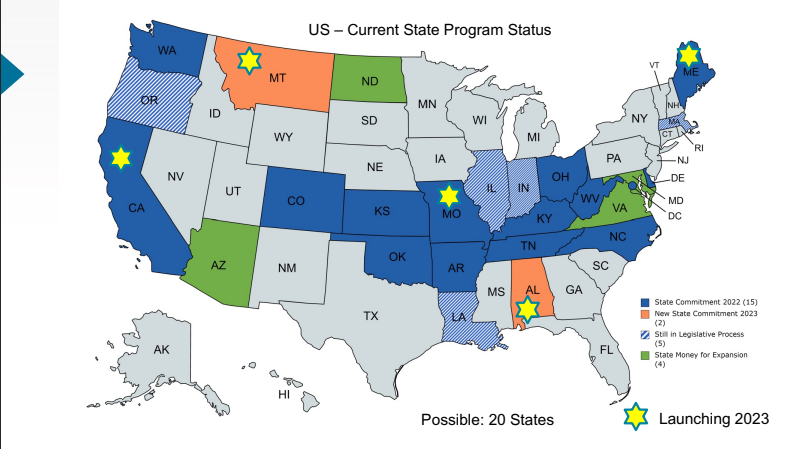 US – Current State Program Status
WA
MT
ND
MN
ME
VT
NH
OR
ID
SD
WI
MI
NY
MA
CT
RI
WY
IA
PA
NJ
NE
NV
UT
IL
IN
OH
DE
CA
CO
KS
MO
WV
VA
MD
DC
KY
AZ
NM
OK
AR
TN
NC
SC
MS
AL
GA
TX
LA
FL
AK
HI
State Commitment 2022 (15)
New State Commitment 2023
(2)
Still in Legislative Process
(5)
State Money for Expansion
(4)
Possible: 20 States
Launching 2023